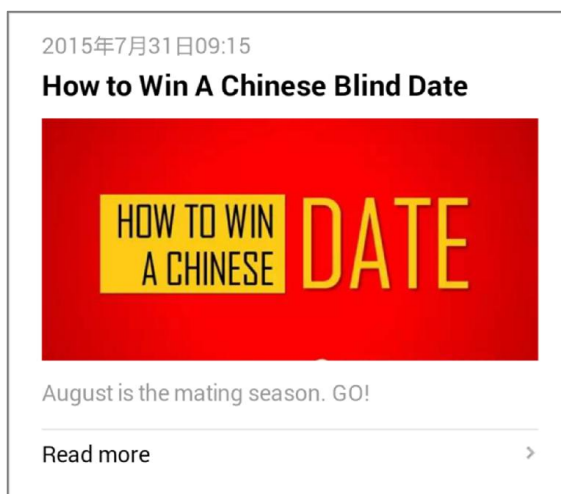 2015年7月31日09:15
How to Win A Chinese Blind Date
HOW TO WIN
A CHINESE
DATE
August is the mating season. GO!
Read more